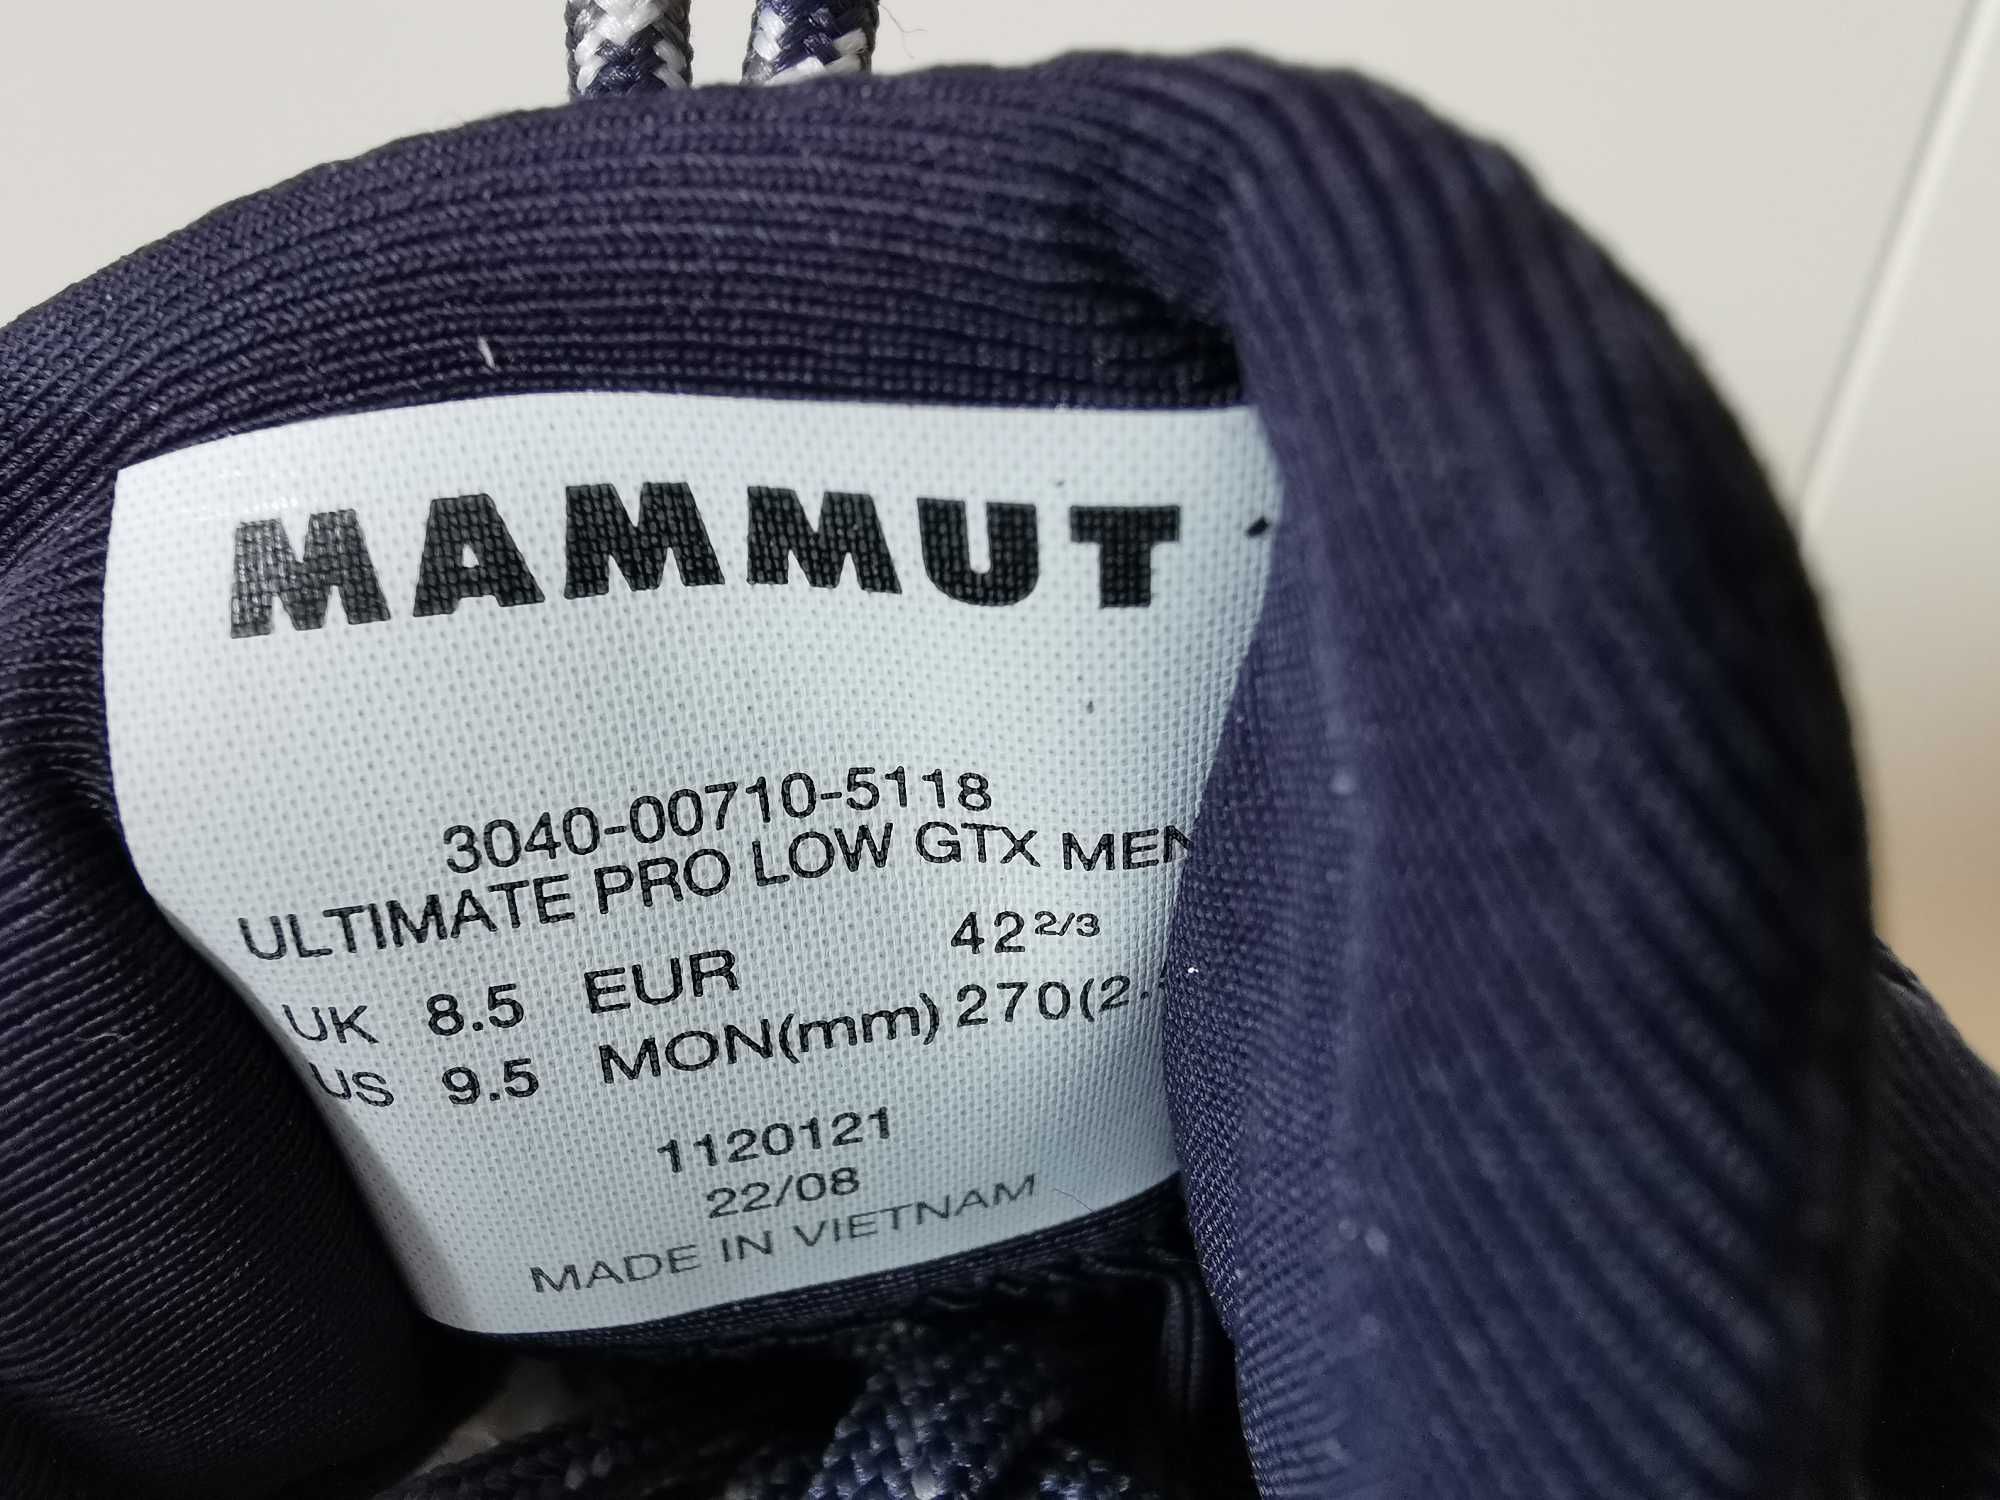 MAMMUT
3040-00710-5118
ULTIMATE PRO LOW GTX MEN
UK 8.5 EUR 42 2/3
US 9.5 MON(mm) 270(2.
1120121
22/08
MADE IN VIETNAM